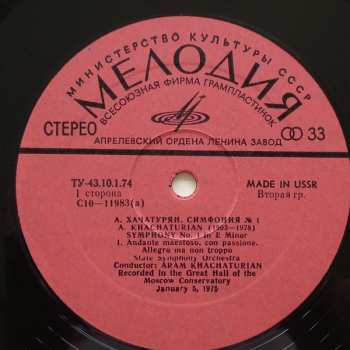 МИНИСТЕРСТВО КУЛЬТУРЫ СССР
МЕЛОДИЯ
ВСЕСОЮЗНАЯ ФИРМА ГРАМПЛАСТИНОК
СТЕРЕО
33
АПРЕЛЕВСКИЙ ОРДЕНА ЛЕНИНА ЗАВОД
ТУ-43.10.1.74
MADE IN USSR
1 сторона
Вторая гр.
С10—11983(а)
А. ХАЧАТУРЯН. СИМФОНИЯ № 1
A. KHACHATURIAN (1903—1978)
SYMPHONY No. 1 in E Minor
1. Andante maestoso, con passione.
Allegro ma non troppo
State Symphony Orchestra
Conductor: ARAM KHACHATURIAN
Recorded in the Great Hall of the
Moscow Conservatory
January 5, 1975